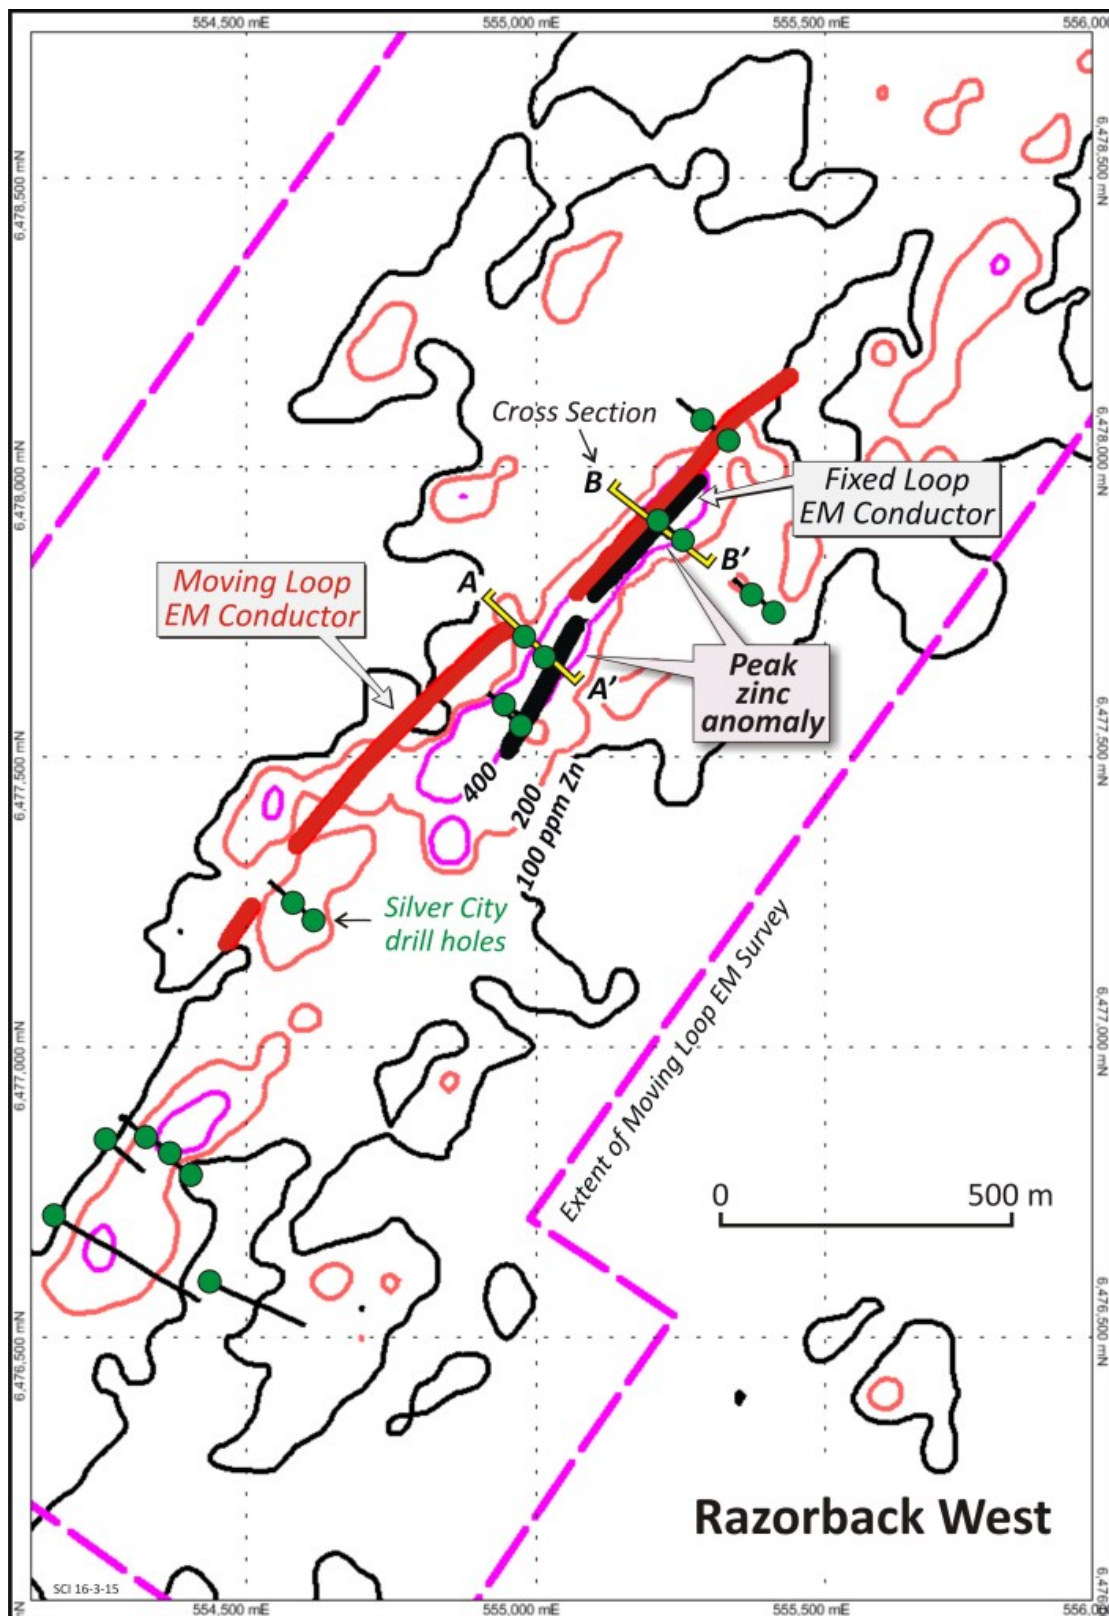 554,500 mE
555,000 mE
555,500 mE
556,000
6,478,500 mN
6,478,500 mN
Cross Section
B
6,478,000 mN
6,478,000 mN
Fixed Loop
EM Conductor
B'
Moving Loop
EM Conductor
A
A'
Peak
zinc
anomaly
6,477,500 mN
6,477,500 mN
400
200
100 ppm Zn
Silver City
drill holes
Extent of Moving Loop EM Survey
6,477,000 mN
6,477,000 mN
0
500 m
6,476,500 mN
6,476,500 mN
Razorback West
SCI 16-3-15
mN
6,476
554,500 mE
555,000 mE
555,500 mE
556,0